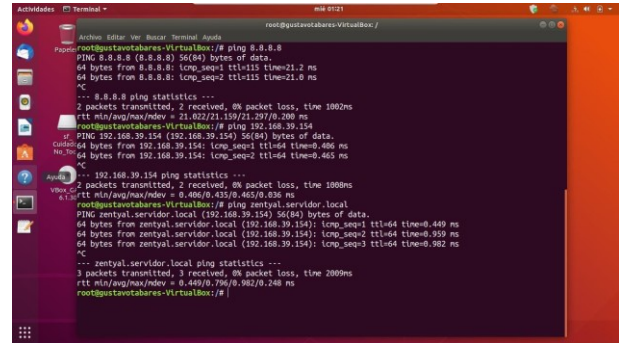 Actividades Terminal mié 01:21
root@gustavotabares-VirtualBox: /
Archivo Editar Ver Buscar Terminal Ayuda
root@gustavotabares-VirtualBox:/# ping 8.8.8.8
PING 8.8.8.8 (8.8.8.8) 56(84) bytes of data.
64 bytes from 8.8.8.8: icmp_seq=1 ttl=115 time=21.2 ms
64 bytes from 8.8.8.8: icmp_seq=2 ttl=115 time=21.0 ms
^C
--- 8.8.8.8 ping statistics ---
2 packets transmitted, 2 received, 0% packet loss, time 1002ms
rtt min/avg/max/mdev = 21.022/21.159/21.297/0.200 ms
root@gustavotabares-VirtualBox:/# ping 192.168.39.154
PING 192.168.39.154 (192.168.39.154) 56(84) bytes of data.
64 bytes from 192.168.39.154: icmp_seq=1 ttl=64 time=0.406 ms
64 bytes from 192.168.39.154: icmp_seq=2 ttl=64 time=0.465 ms
^C
--- 192.168.39.154 ping statistics ---
2 packets transmitted, 2 received, 0% packet loss, time 1008ms
rtt min/avg/max/mdev = 0.406/0.435/0.465/0.036 ms
root@gustavotabares-VirtualBox:/# ping zentyal.servidor.local
PING zentyal.servidor.local (192.168.39.154) 56(84) bytes of data.
64 bytes from zentyal.servidor.local (192.168.39.154): icmp_seq=1 ttl=64 time=0.449 ms
64 bytes from zentyal.servidor.local (192.168.39.154): icmp_seq=2 ttl=64 time=0.959 ms
64 bytes from zentyal.servidor.local (192.168.39.154): icmp_seq=3 ttl=64 time=0.982 ms
^C
--- zentyal.servidor.local ping statistics ---
3 packets transmitted, 3 received, 0% packet loss, time 2009ms
rtt min/avg/max/mdev = 0.449/0.796/0.982/0.248 ms
root@gustavotabares-VirtualBox:/#
Papele
sf_
Cuidado
No_Toc
Ayuda
VBox_G
6.1.30